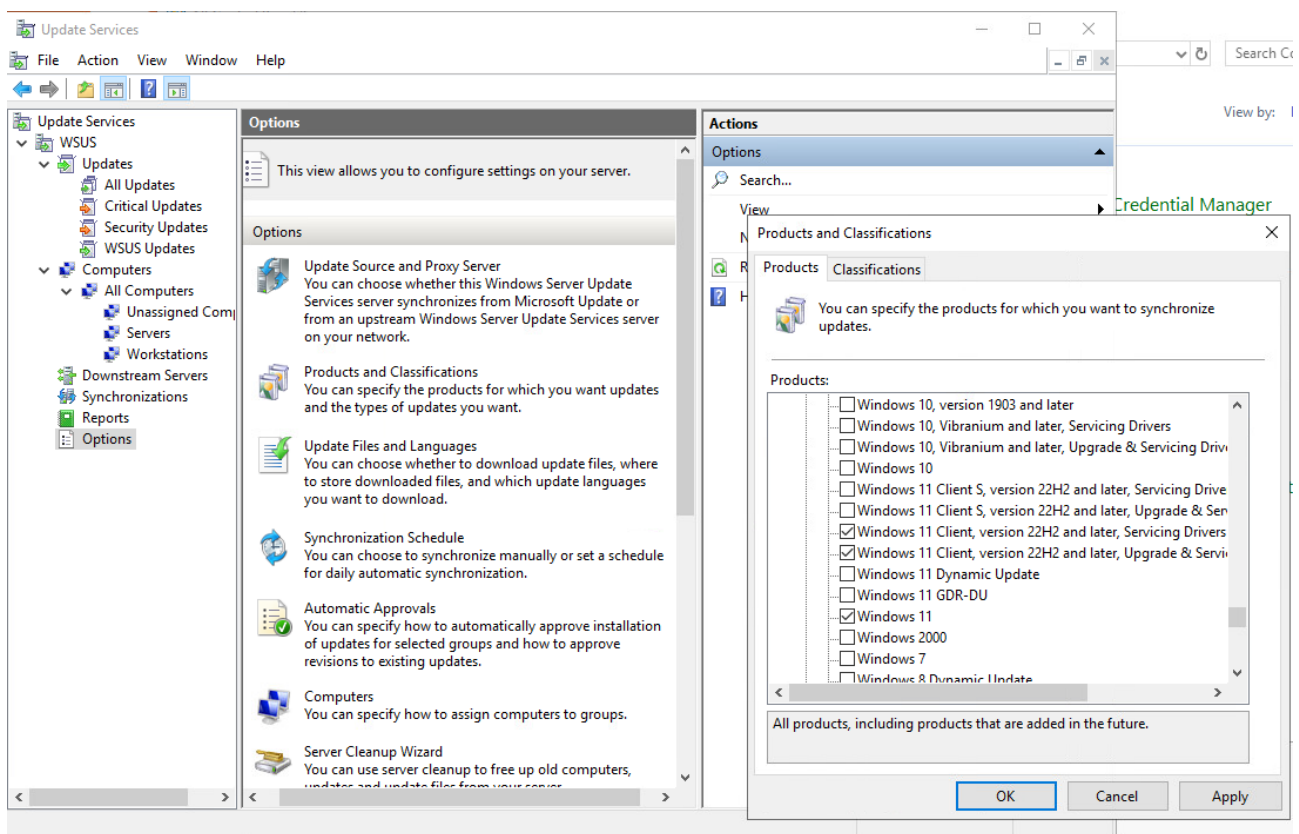 Update Services
File Action View Window Help
Search Co
View by:
Credential Manager
Update Services
WSUS
Updates
All Updates
Critical Updates
Security Updates
WSUS Updates
Computers
All Computers
Unassigned Comp
Servers
Workstations
Downstream Servers
Synchronizations
Reports
Options
Options
This view allows you to configure settings on your server.
Options
Update Source and Proxy Server
You can choose whether this Windows Server Update
Services server synchronizes from Microsoft Update or
from an upstream Windows Server Update Services server
on your network.
Products and Classifications
You can specify the products for which you want updates
and the types of updates you want.
Update Files and Languages
You can choose whether to download update files, where
to store downloaded files, and which update languages
you want to download.
Synchronization Schedule
You can choose to synchronize manually or set a schedule
for daily automatic synchronization.
Automatic Approvals
You can specify how to automatically approve installation
of updates for selected groups and how to approve
revisions to existing updates.
Computers
You can specify how to assign computers to groups.
Server Cleanup Wizard
You can use server cleanup to free up old computers,
updates and update files from your server.
Actions
Options
Search...
View
N
R
H
Products and Classifications
Products Classifications
You can specify the products for which you want to synchronize
updates.
Products:
Windows 10, version 1903 and later
Windows 10, Vibranium and later, Servicing Drivers
Windows 10, Vibranium and later, Upgrade & Servicing Driv
Windows 10
Windows 11 Client S, version 22H2 and later, Servicing Drive
Windows 11 Client S, version 22H2 and later, Upgrade & Ser
Windows 11 Client, version 22H2 and later, Servicing Drivers
Windows 11 Client, version 22H2 and later, Upgrade & Servi
Windows 11 Dynamic Update
Windows 11 GDR-DU
Windows 11
Windows 2000
Windows 7
Windows 8 Dynamic Update
All products, including products that are added in the future.
OK Cancel Apply